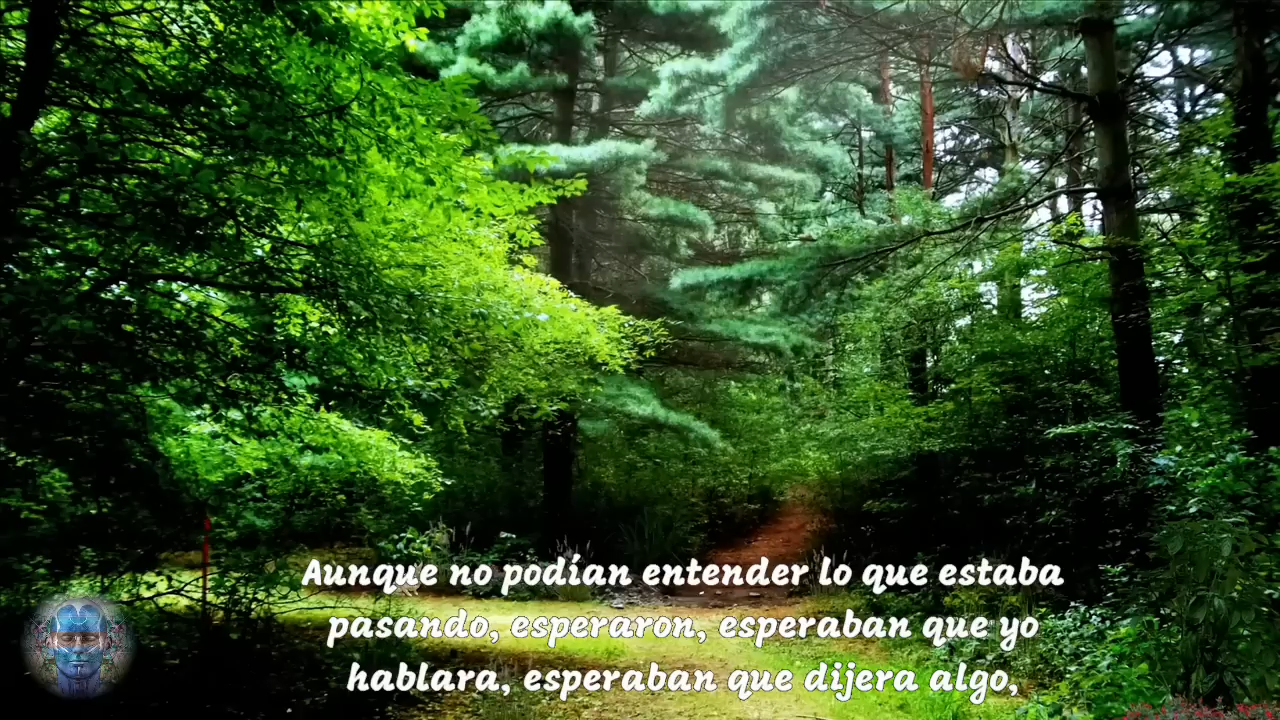 Aunque no podían entender lo que estaba
pasando, esperaron, esperaban que yo
hablara, esperaban que dijera algo,